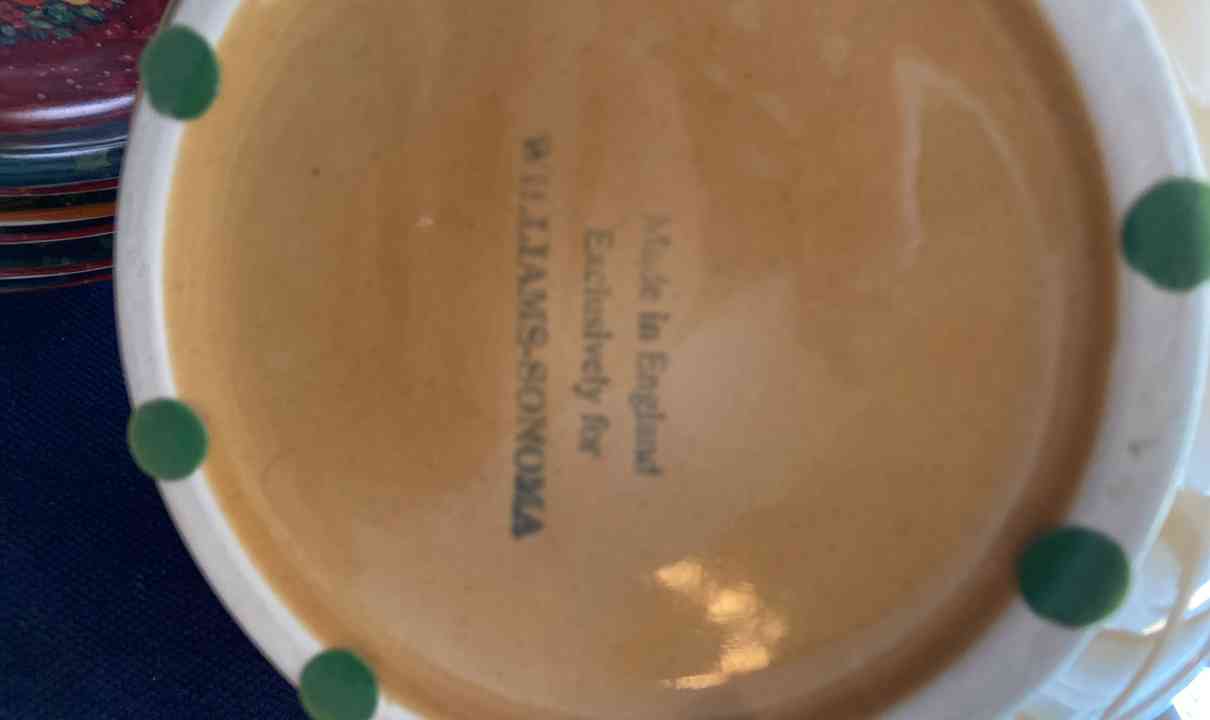 Made in England
Exclusively for
WILLIAMS-SONOMA